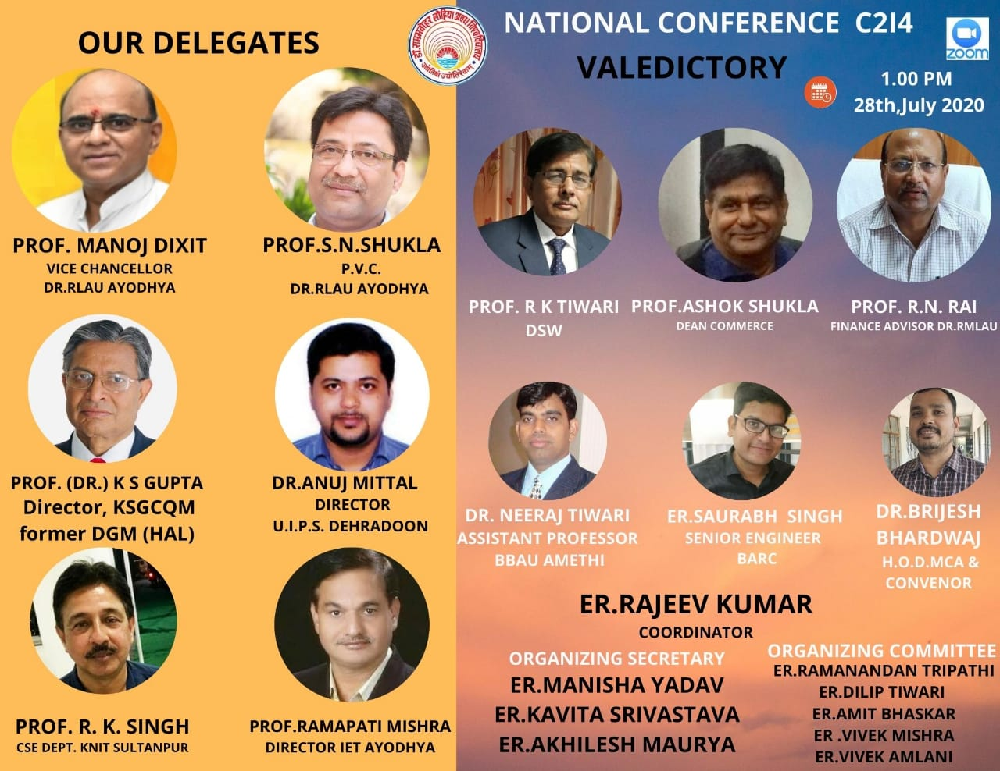 OUR DELEGATES
PROF. MANOJ DIXIT
VICE CHANCELLOR
DR.RLAU AYODHYA
PROF.S.N.SHUKLA
P.V.C.
DR.RLAU AYODHYA
PROF. (DR.) K S GUPTA
Director, KSGCQM
former DGM (HAL)
DR.ANUJ MITTAL
DIRECTOR
U.I.P.S. DEHRADOON
PROF. R. K. SINGH
CSE DEPT. KNIT SULTANPUR
PROF.RAMAPATI MISHRA
DIRECTOR IET AYODHYA
डॉ. राममनोहर लोहिया अवध विश्वविद्यालय
ज्योतिषां ज्योतिरेकम्
NATIONAL CONFERENCE C2I4
VALEDICTORY
zoom
1.00 PM
28th,July 2020
PROF. R K TIWARI
DSW
PROF.ASHOK SHUKLA
DEAN COMMERCE
PROF. R.N. RAI
FINANCE ADVISOR DR.RMLAU
DR. NEERAJ TIWARI
ASSISTANT PROFESSOR
BBAU AMETHI
ER.SAURABH SINGH
SENIOR ENGINEER
BARC
DR.BRIJESH
BHARDWAJ
H.O.D.MCA &
CONVENOR
ER.RAJEEV KUMAR
COORDINATOR
ORGANIZING SECRETARY
ER.MANISHA YADAV
ER.KAVITA SRIVASTAVA
ER.AKHILESH MAURYA
ORGANIZING COMMITTEE
ER.RAMANANDAN TRIPATHI
ER.DILIP TIWARI
ER.AMIT BHASKAR
ER .VIVEK MISHRA
ER.VIVEK AMLANI